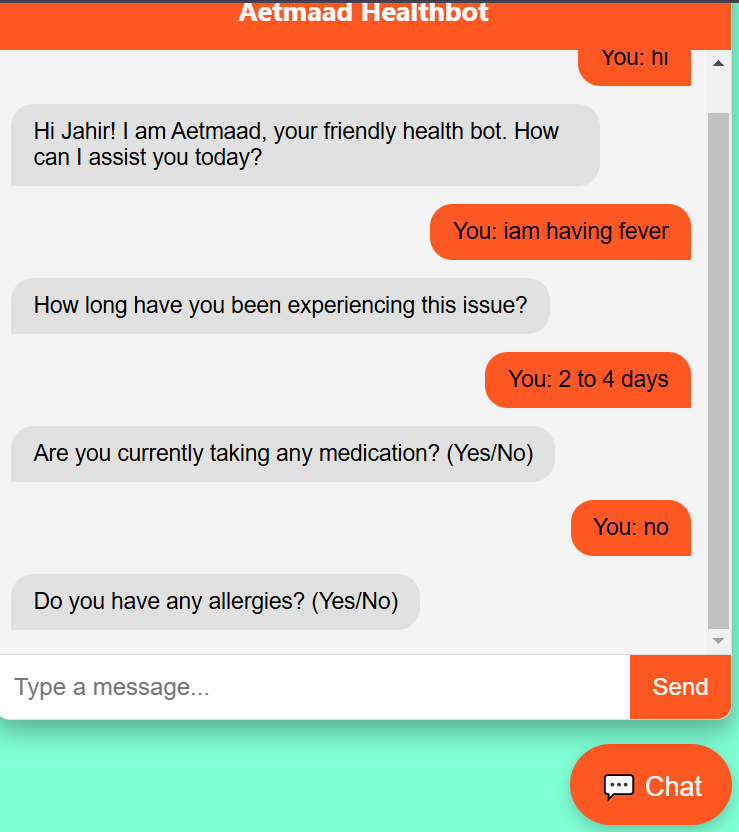 Aetmaad Healthbot
You: hi
Hi Jahir! I am Aetmaad, your friendly health bot. How
can I assist you today?
You: iam having fever
How long have you been experiencing this issue?
You: 2 to 4 days
Are you currently taking any medication? (Yes/No)
You: no
Do you have any allergies? (Yes/No)
Type a message...
Send
Chat